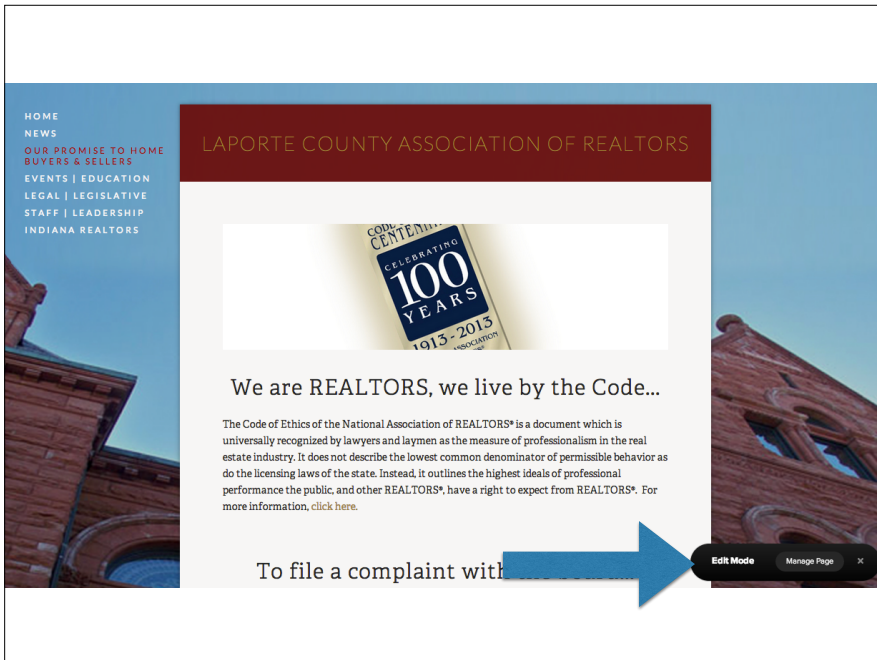 HOME
NEWS
OUR PROMISE TO HOME
BUYERS & SELLERS
EVENTS | EDUCATION
LEGAL | LEGISLATIVE
STAFF | LEADERSHIP
INDIANA REALTORS
LAPORTE COUNTY ASSOCIATION OF REALTORS
CENTENNIAL
CELEBRATING
100
YEARS
1913 - 2013
ASSOCIATION
We are REALTORS, we live by the Code...
The Code of Ethics of the National Association of REALTORS® is a document which is
universally recognized by lawyers and laymen as the measure of professionalism in the real
estate industry. It does not describe the lowest common denominator of permissible behavior as
do the licensing laws of the state. Instead, it outlines the highest ideals of professional
performance the public, and other REALTORS®, have a right to expect from REALTORS®. For
more information, click here.
To file a complaint with
Edit Mode
Manage Page